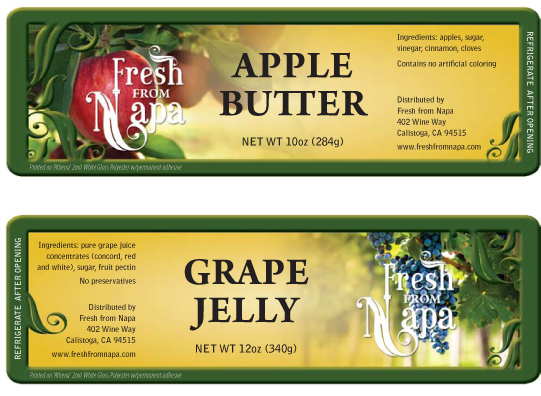 Fresh
FROM
Napa
APPLE
BUTTER
NET WT 10oz (284g)
Ingredients: apples, sugar,
vinegar, cinnamon, cloves
Contains no artificial coloring
Distributed by
Fresh from Napa
402 Wine Way
Calistoga, CA 94515
www.freshfromnapa.com
REFRIGERATE AFTER OPENING
Printed on "Athena" 2mil White Gloss Polyester w/permanent adhesive
REFRIGERATE AFTER OPENING
Ingredients: pure grape juice
concentrates (concord, red
and white), sugar, fruit pectin
No preservatives
Distributed by
Fresh from Napa
402 Wine Way
Calistoga, CA 94515
www.freshfromnapa.com
GRAPE
JELLY
NET WT 12oz (340g)
Fresh
FROM
Napa
Printed on "Athena" 2mil White Gloss Polyester w/permanent adhesive